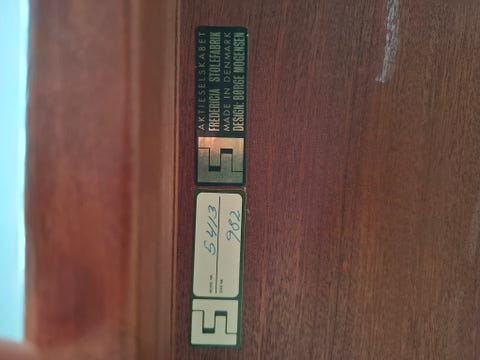 AKTIESELSKABET
FREDERICIA STOLEFABRIK
MADE IN DENMARK
DESIGN: BØRGE MOGENSEN
5413
982